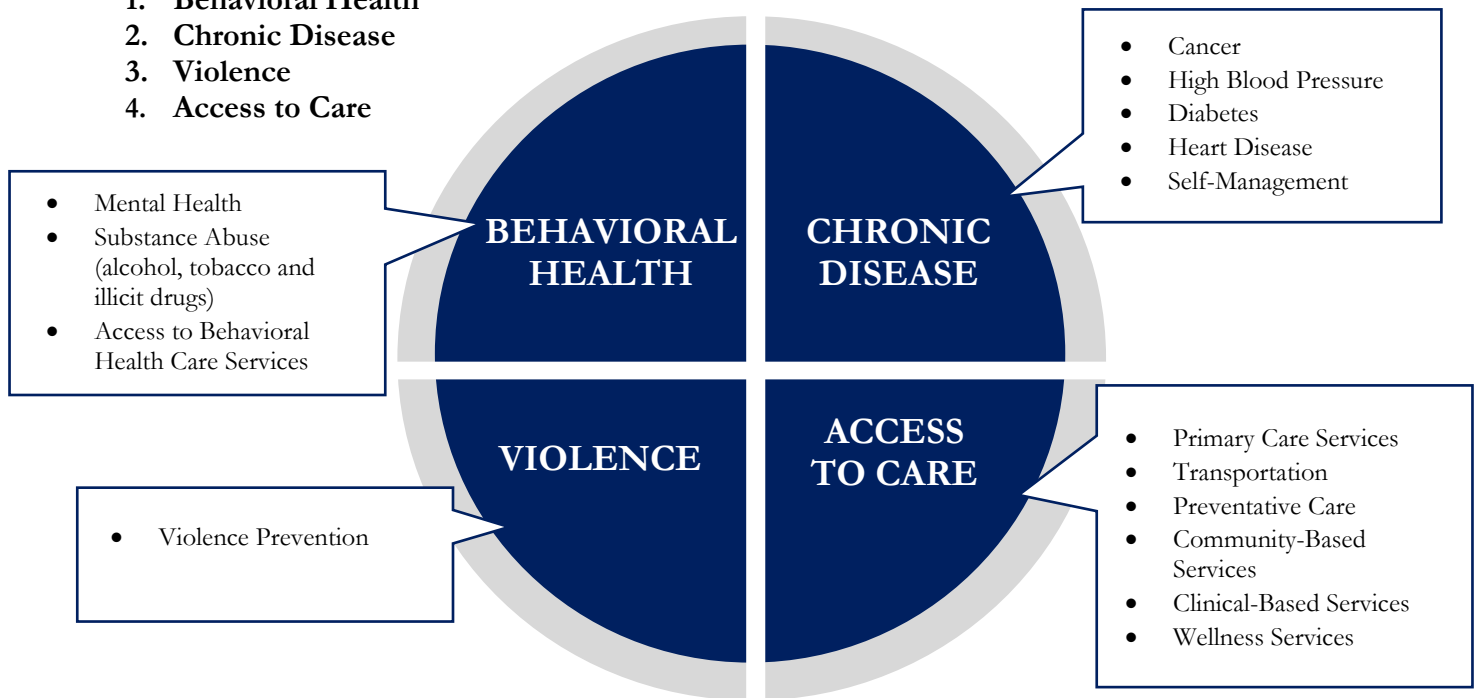 1. Behavioral Health
2. Chronic Disease
3. Violence
4. Access to Care
• Cancer
• High Blood Pressure
• Diabetes
• Heart Disease
• Self-Management
• Mental Health
• Substance Abuse
(alcohol, tobacco and
illicit drugs)
• Access to Behavioral
Health Care Services
BEHAVIORAL
HEALTH
CHRONIC
DISEASE
VIOLENCE
ACCESS
TO CARE
• Violence Prevention
• Primary Care Services
• Transportation
• Preventative Care
• Community-Based
Services
• Clinical-Based Services
• Wellness Services